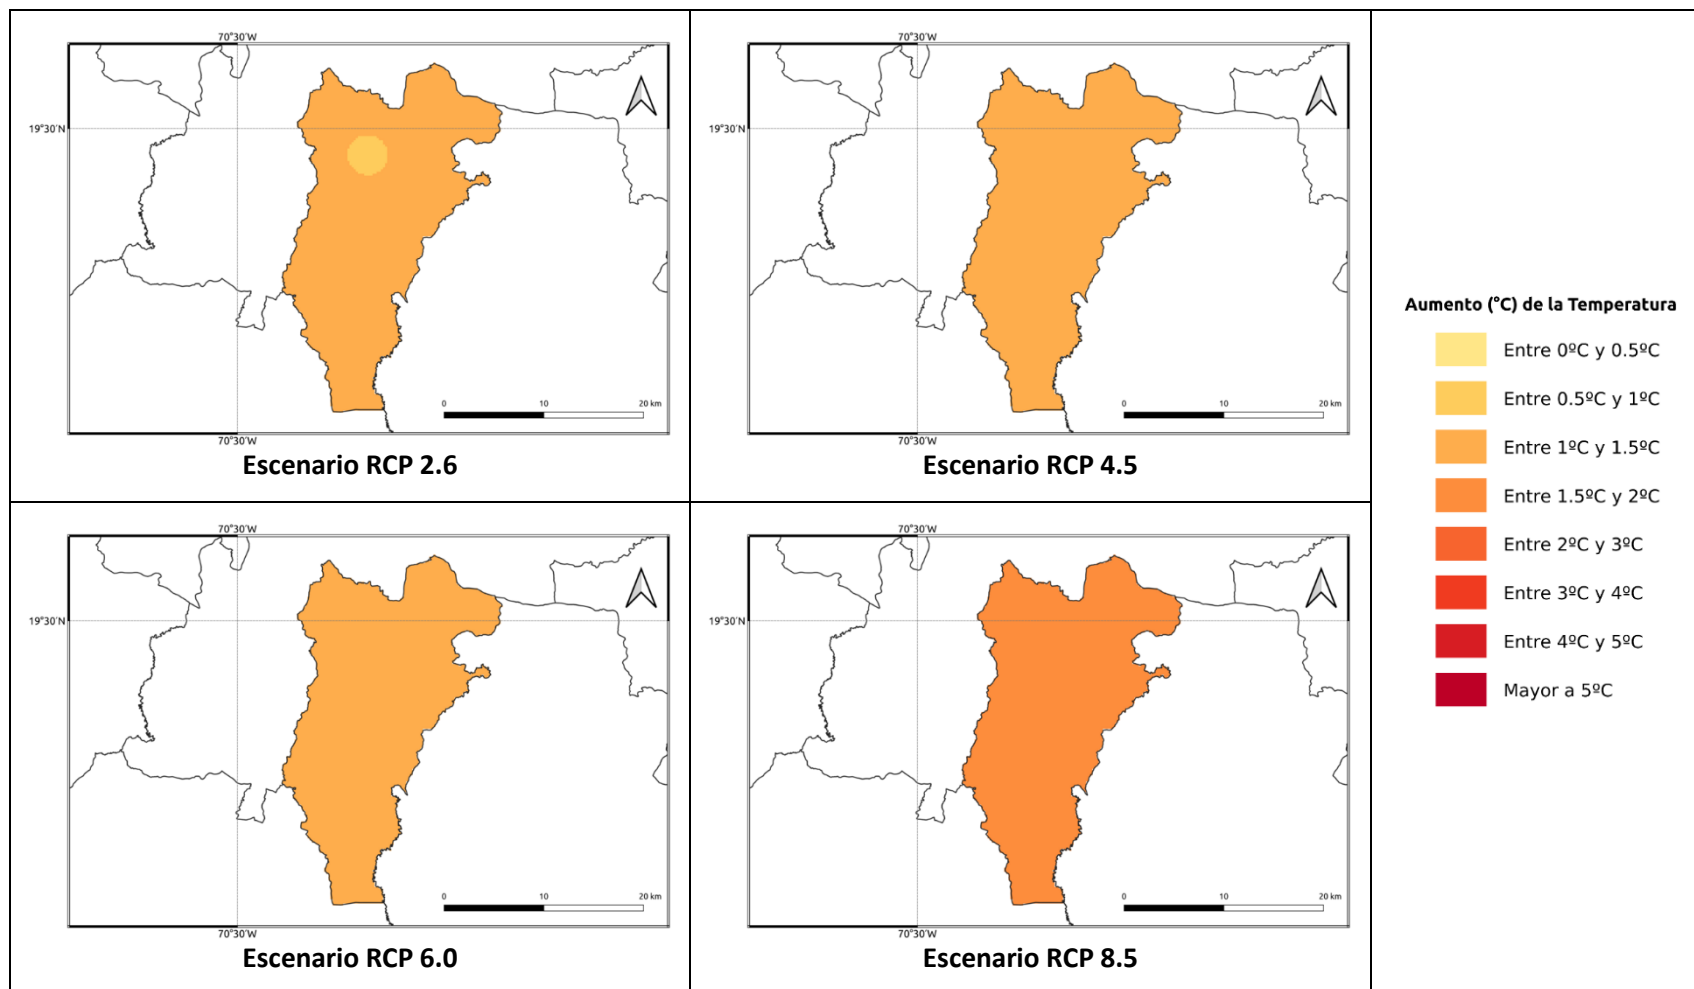 70°30'W
19°30'N
0 10 20 km
70°30'W
Escenario RCP 2.6
70°30'W
19°30'N
0 10 20 km
70°30'W
Escenario RCP 4.5
70°30'W
19°30'N
0 10 20 km
70°30'W
Escenario RCP 6.0
70°30'W
19°30'N
0 10 20 km
70°30'W
Escenario RCP 8.5
Aumento (°C) de la Temperatura
Entre 0ºC y 0.5ºC
Entre 0.5ºC y 1ºC
Entre 1ºC y 1.5ºC
Entre 1.5ºC y 2ºC
Entre 2ºC y 3ºC
Entre 3ºC y 4ºC
Entre 4ºC y 5ºC
Mayor a 5ºC